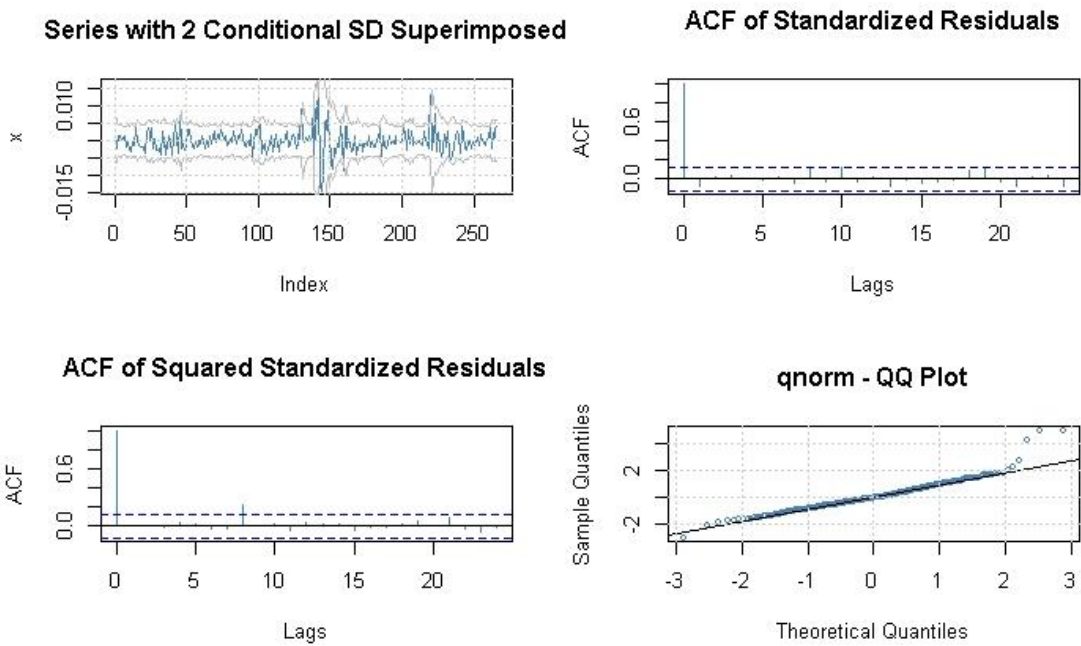 Series with 2 Conditional SD Superimposed
x
0.010
-0.015
0 50 100 150 200 250
Index
ACF of Standardized Residuals
ACF
0.6
0.0
0 5 10 15 20
Lags
ACF of Squared Standardized Residuals
ACF
0.6
0.0
0 5 10 15 20
Lags
qnorm - QQ Plot
Sample Quantiles
2
-2
-3 -2 -1 0 1 2 3
Theoretical Quantiles